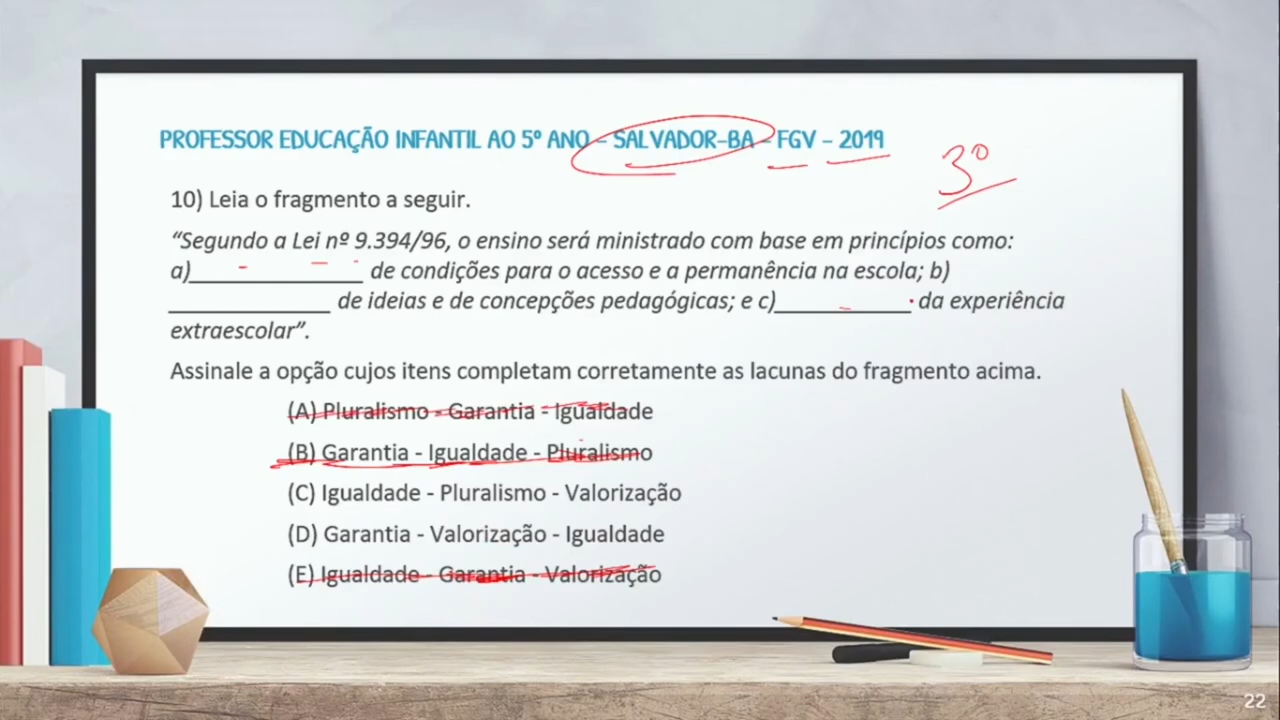 PROFESSOR EDUCAÇÃO INFANTIL AO 5º ANO – SALVADOR-BA – FGV – 2019
3º
10) Leia o fragmento a seguir.
“Segundo a Lei nº 9.394/96, o ensino será ministrado com base em princípios como:
a)______________ de condições para o acesso e a permanência na escola; b)
_____________ de ideias e de concepções pedagógicas; e c)___________ da experiência
extraescolar”.
Assinale a opção cujos itens completam corretamente as lacunas do fragmento acima.
(A) Pluralismo - Garantia - Igualdade
(B) Garantia - Igualdade - Pluralismo
(C) Igualdade - Pluralismo - Valorização
(D) Garantia - Valorização - Igualdade
(E) Igualdade - Garantia - Valorização
22